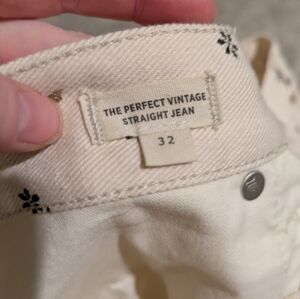 THE PERFECT VINTAGE
STRAIGHT JEAN
32